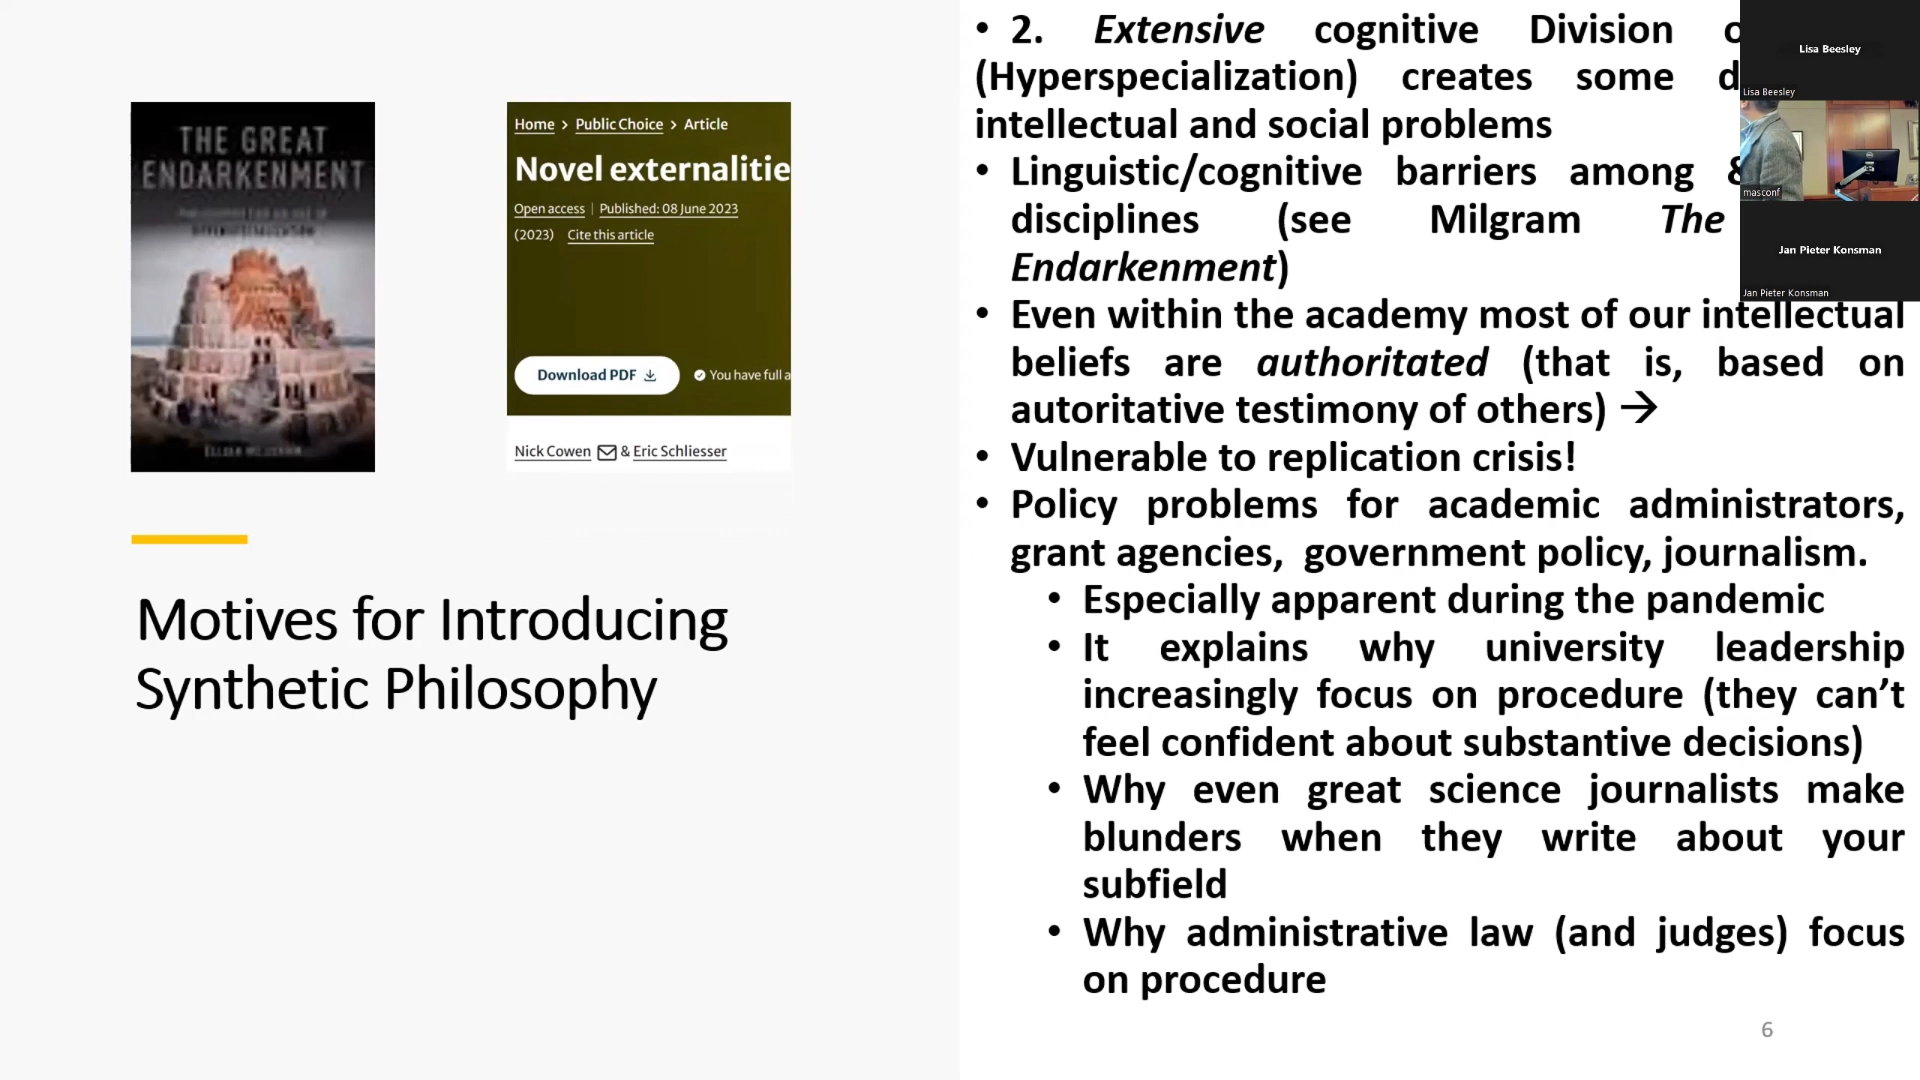 THE GREAT
ENDARKENMENT
Home > Public Choice > Article
Novel externalitie
Open access | Published: 08 June 2023
(2023) Cite this article
Download PDF
You have full a
Nick Cowen & Eric Schliesser
Motives for Introducing
Synthetic Philosophy
• 2. Extensive cognitive Division
(Hyperspecialization) creates some
intellectual and social problems
• Linguistic/cognitive barriers among
disciplines (see Milgram The
Endarkenment)
• Even within the academy most of our intellectual
beliefs are authoritated (that is, based on
autoritative testimony of others) →
• Vulnerable to replication crisis!
• Policy problems for academic administrators,
grant agencies, government policy, journalism.
• Especially apparent during the pandemic
• It explains why university leadership
increasingly focus on procedure (they can’t
feel confident about substantive decisions)
• Why even great science journalists make
blunders when they write about your
subfield
• Why administrative law (and judges) focus
on procedure
6
Lisa Beesley
Lisa Beesley
masconf
Jan Pieter Konsman
Jan Pieter Konsman